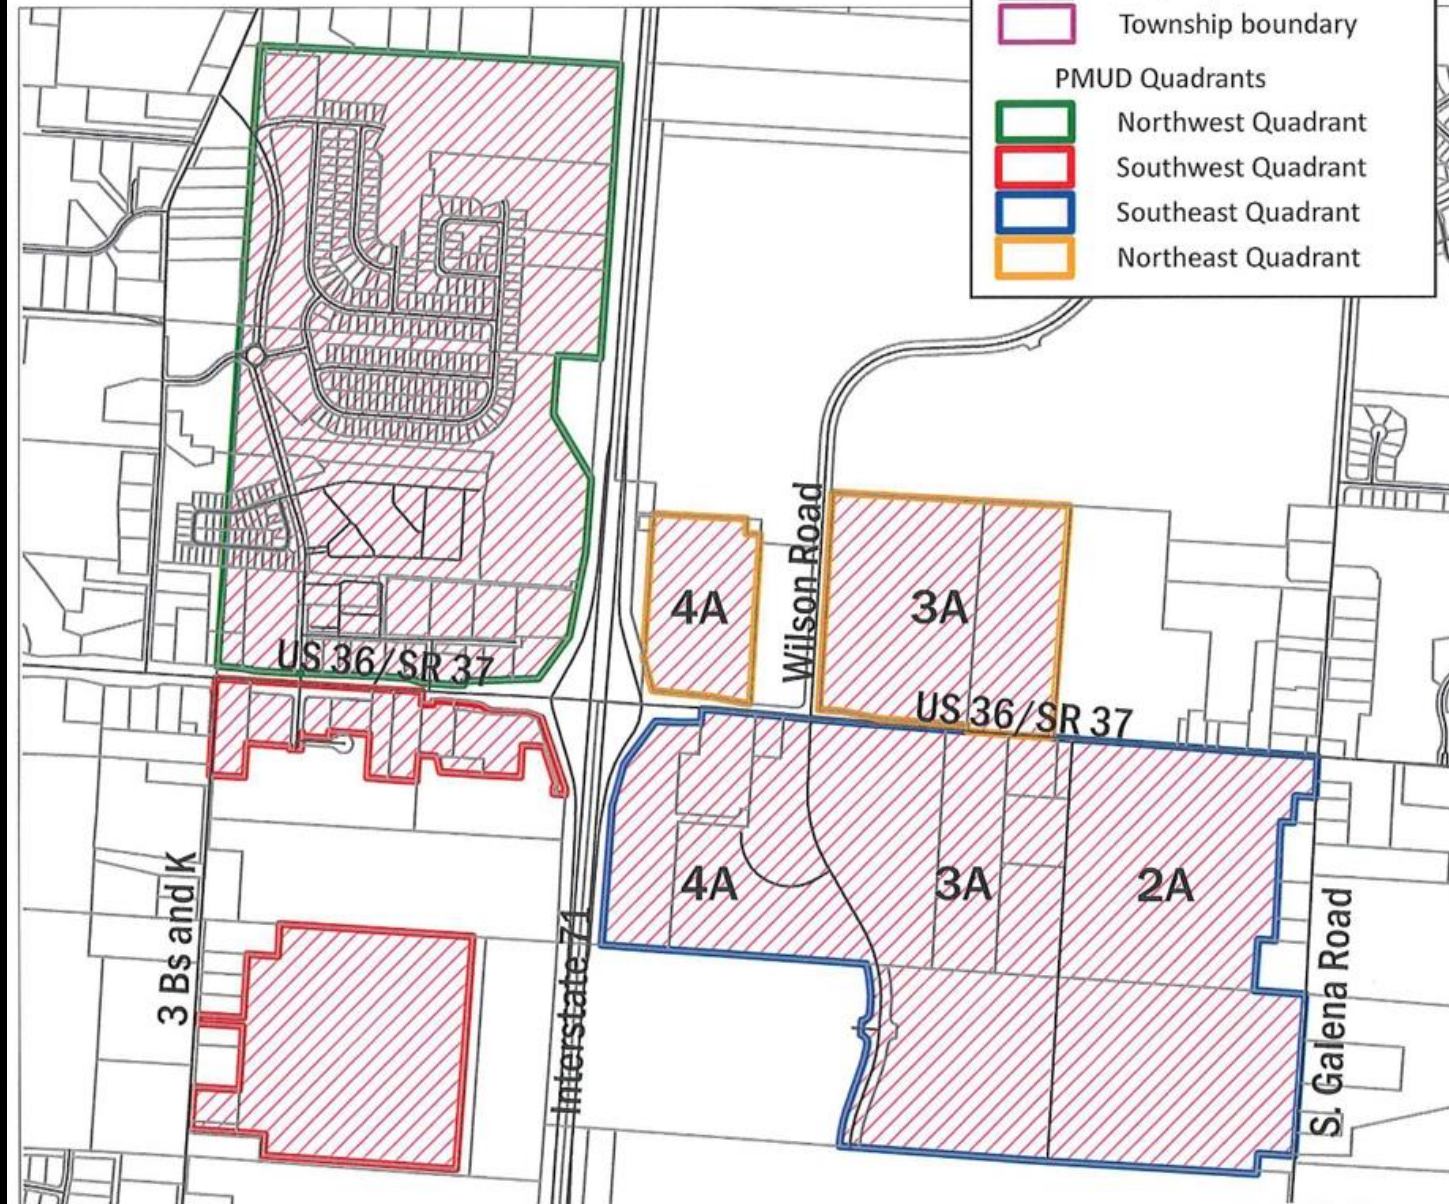 Township boundary
PMUD Quadrants
Northwest Quadrant
Southwest Quadrant
Southeast Quadrant
Northeast Quadrant
4A
Wilson Road
3A
US 36/SR 37
US 36/SR 37
4A
3A
2A
3 Bs and K
Interstate 71
S. Galena Road